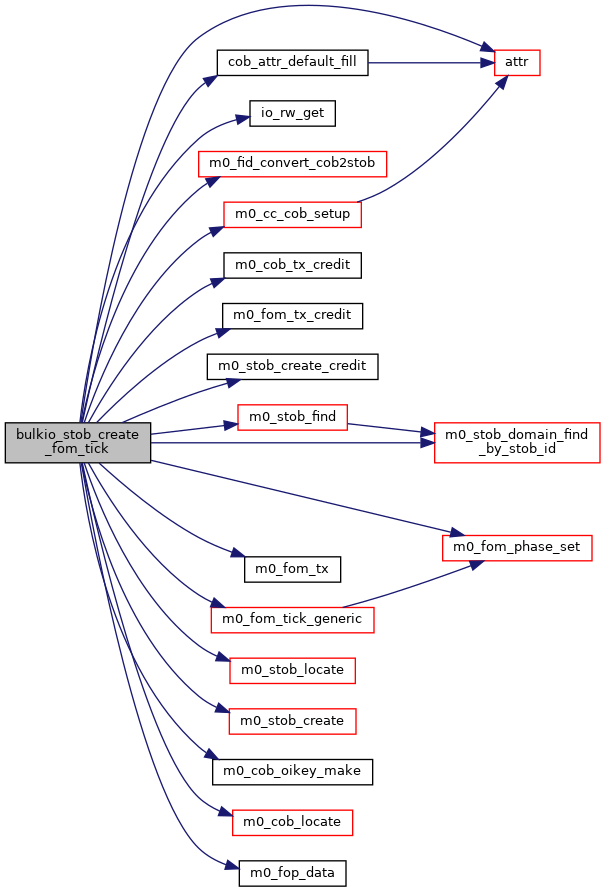 cob_attr_default_fill
attr
io_rw_get
m0_fid_convert_cob2stob
m0_cc_cob_setup
m0_cob_tx_credit
m0_fom_tx_credit
m0_stob_create_credit
m0_stob_find
bulkio_stob_create
_fom_tick
m0_stob_domain_find
_by_stob_id
m0_fom_phase_set
m0_fom_tx
m0_fom_tick_generic
m0_stob_locate
m0_stob_create
m0_cob_oikey_make
m0_cob_locate
m0_fop_data